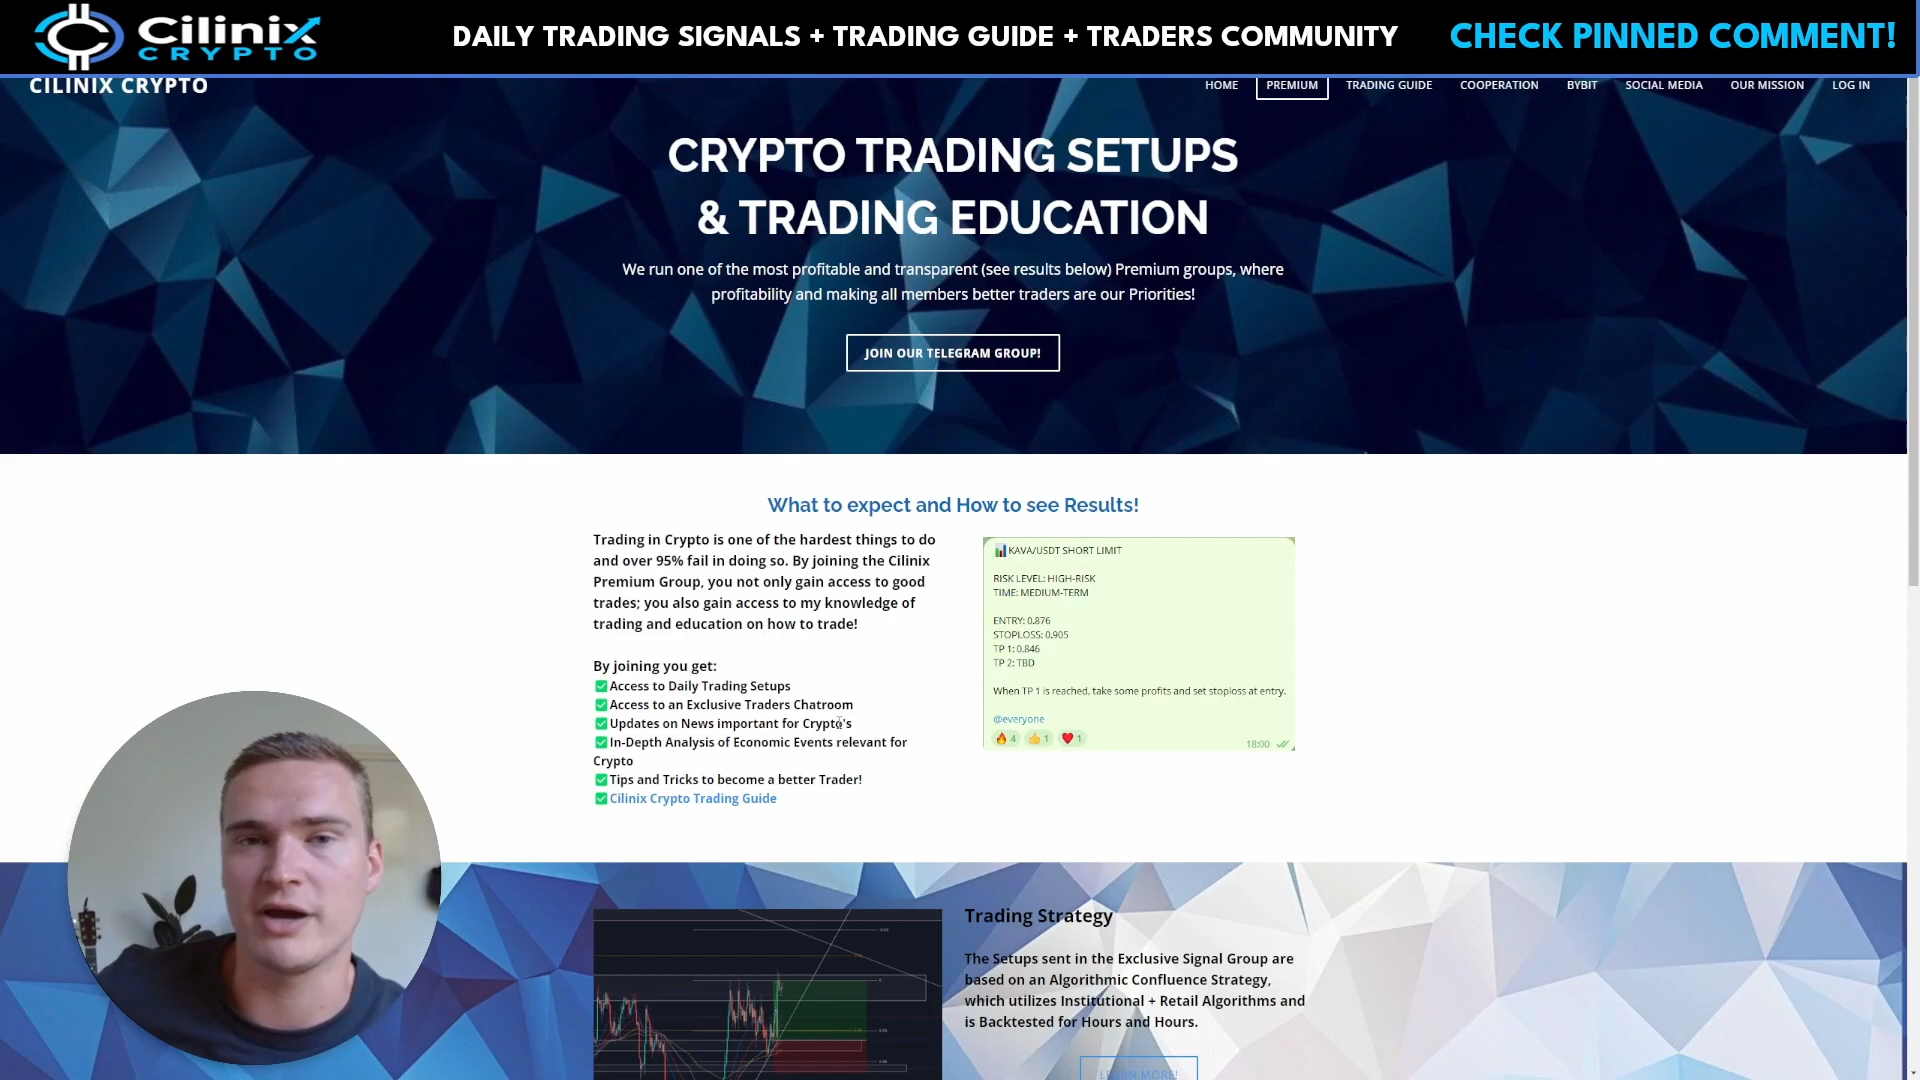 Cilinix
CRYPTO
DAILY TRADING SIGNALS + TRADING GUIDE + TRADERS COMMUNITY
CHECK PINNED COMMENT!
CILINIX CRYPTO
HOME
PREMIUM
TRADING GUIDE
COOPERATION
BYBIT
SOCIAL MEDIA
OUR MISSION
LOG IN
CRYPTO TRADING SETUPS
& TRADING EDUCATION
We run one of the most profitable and transparent (see results below) Premium groups, where
profitability and making all members better traders are our Priorities!
JOIN OUR TELEGRAM GROUP!
What to expect and How to see Results!
Trading in Crypto is one of the hardest things to do
and over 95% fail in doing so. By joining the Cilinix
Premium Group, you not only gain access to good
trades; you also gain access to my knowledge of
trading and education on how to trade!
By joining you get:
✅Access to Daily Trading Setups
✅Access to an Exclusive Traders Chatroom
✅Updates on News important for Crypto's
✅In-Depth Analysis of Economic Events relevant for
Crypto
✅Tips and Tricks to become a better Trader!
✅Cilinix Crypto Trading Guide
📊KAVA/USDT SHORT LIMIT
RISK LEVEL: HIGH-RISK
TIME: MEDIUM-TERM
ENTRY: 0.876
STOPLOSS: 0.905
TP 1: 0.846
TP 2: TBD
When TP 1 is reached, take some profits and set stoploss at entry.
@everyone
🔥 4 👍 1 ❤️ 1
18:00
Trading Strategy
The Setups sent in the Exclusive Signal Group are
based on an Algorithmic Confluence Strategy,
which utilizes Institutional + Retail Algorithms and
is Backtested for Hours and Hours.
LEARN MORE!